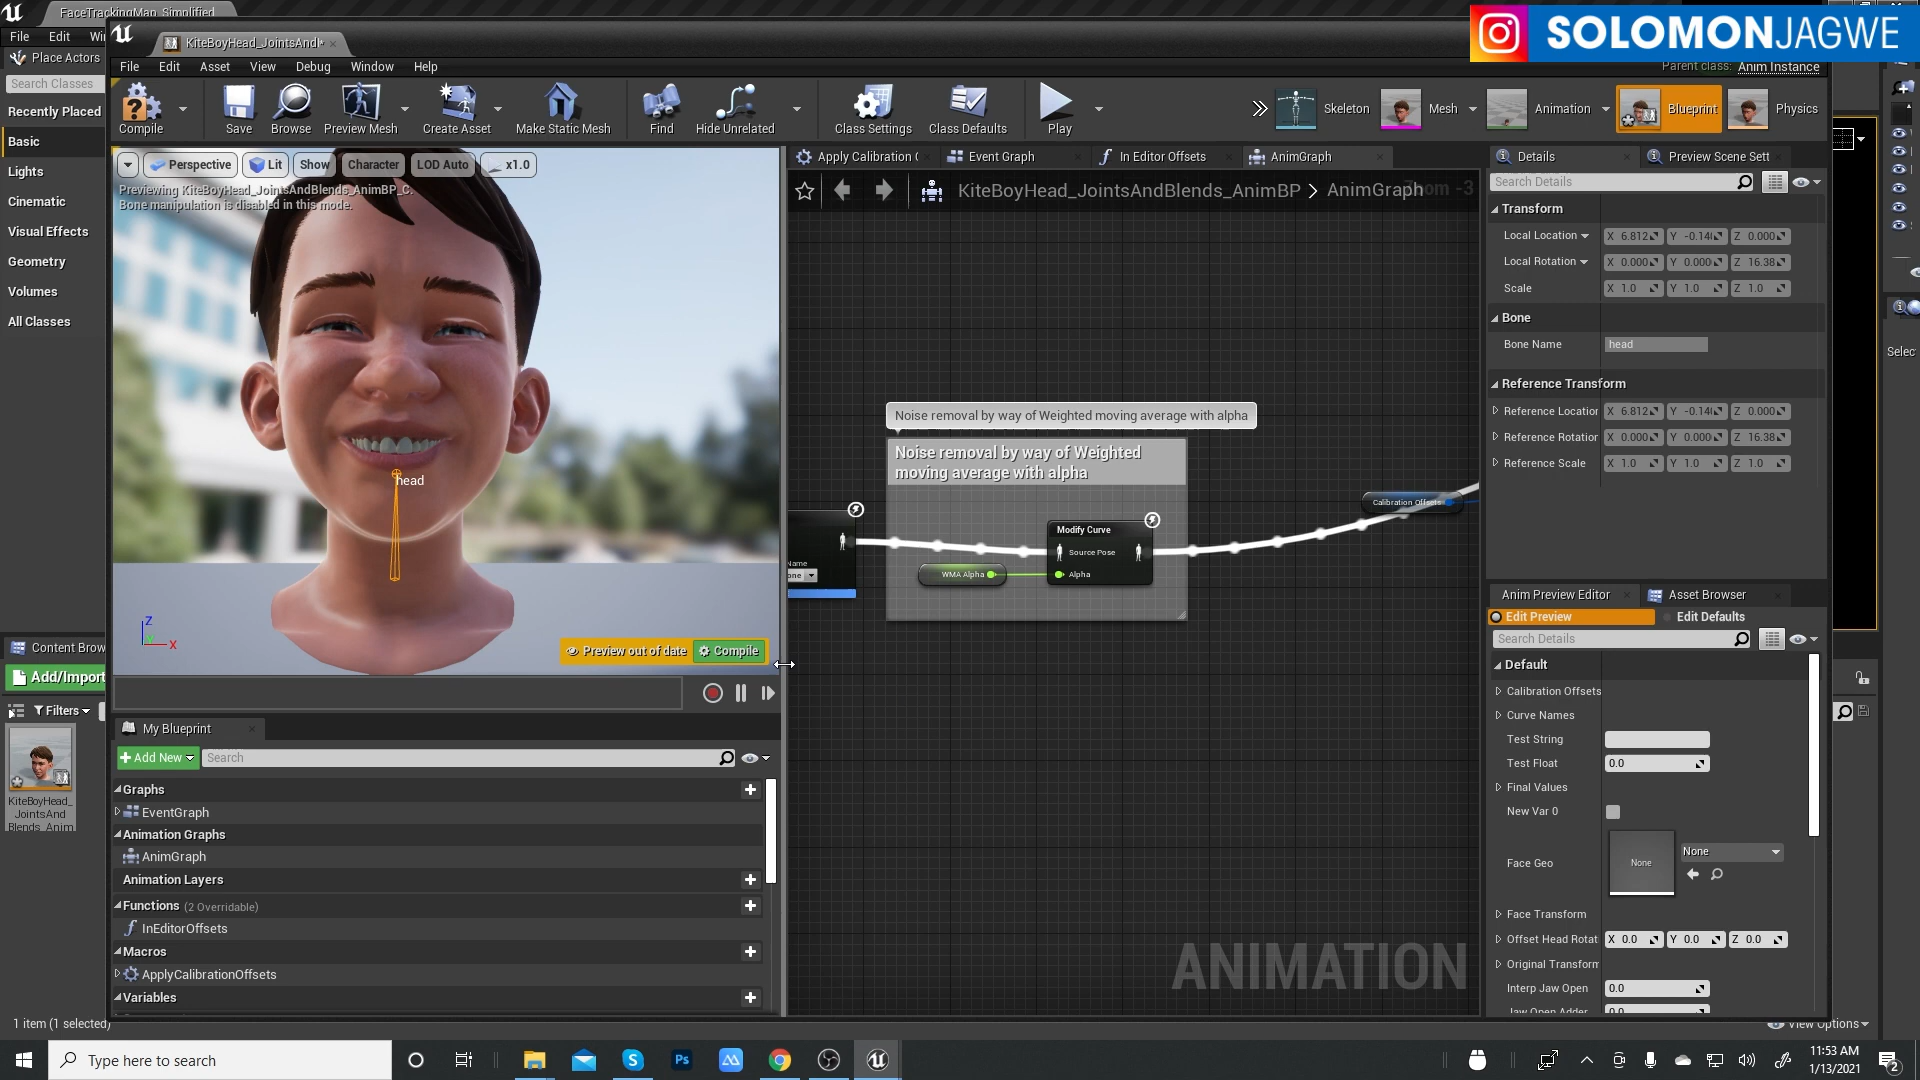 FaceTrackingMap_Simplified
File Edit
Place Actors
Search Classes
Recently Placed
Basic
Lights
Cinematic
Visual Effects
Geometry
Volumes
All Classes
KiteBoyHead_JointsAndB*
SOLOMONJAGWE
File Edit Asset View Window Debug Help
Parent class: Anim Instance
Compile
Save
Browse
Preview Mesh
Create Asset
Make Static Mesh
Find
Hide Unrelated
Class Settings
Class Defaults
Play
Skeleton
Mesh
Animation
Blueprint
Physics
Perspective Lit Show Character LOD Auto x1.0
Previewing KiteBoyHead_JointsAndBlends_AnimBP_C.
Bone manipulation is disabled in this mode.
head
Z
X
Preview out of date Compile
Apply Calibration Event Graph In Editor Offsets AnimGraph
KiteBoyHead_JointsAndBlends_AnimBP > AnimGraph
Zoom -3
Noise removal by way of Weighted moving average with alpha
Noise removal by way of Weighted
moving average with alpha
Modify Curve
Source Pose
WMA Alpha
Alpha
Name
Calibration Offsets
ANIMATION
Details Preview Scene Sett
Search Details
Transform
Local Location X 6.812 Y -0.14 Z 0.000
Local Rotation X 0.000 Y 0.000 Z 16.38
Scale X 1.0 Y 1.0 Z 1.0
Bone
Bone Name head
Reference Transform
Reference Location X 6.812 Y -0.14 Z 0.000
Reference Rotation X 0.000 Y 0.000 Z 16.38
Reference Scale X 1.0 Y 1.0 Z 1.0
Anim Preview Editor Asset Browser
Edit Preview Edit Defaults
Search Details
Default
Calibration Offsets
Curve Names
Test String
Test Float 0.0
Final Values
New Var 0
Face Geo None None
Face Transform
Offset Head Rotat X 0.0 Y 0.0 Z 0.0
Original Transform
Interp Jaw Open 0.0
Jaw Open Adder 0.0
Selec
My Blueprint
Add New Search
Graphs
EventGraph
Animation Graphs
AnimGraph
Animation Layers
Functions (2 Overridable)
InEditorOffsets
Macros
ApplyCalibrationOffsets
Variables
Content Brow
Add/Import
Filters
KiteBoyHead_
JointsAnd
Blends_Anim
1 item (1 selected)
View Options
Type here to search
11:53 AM
1/13/2021
2